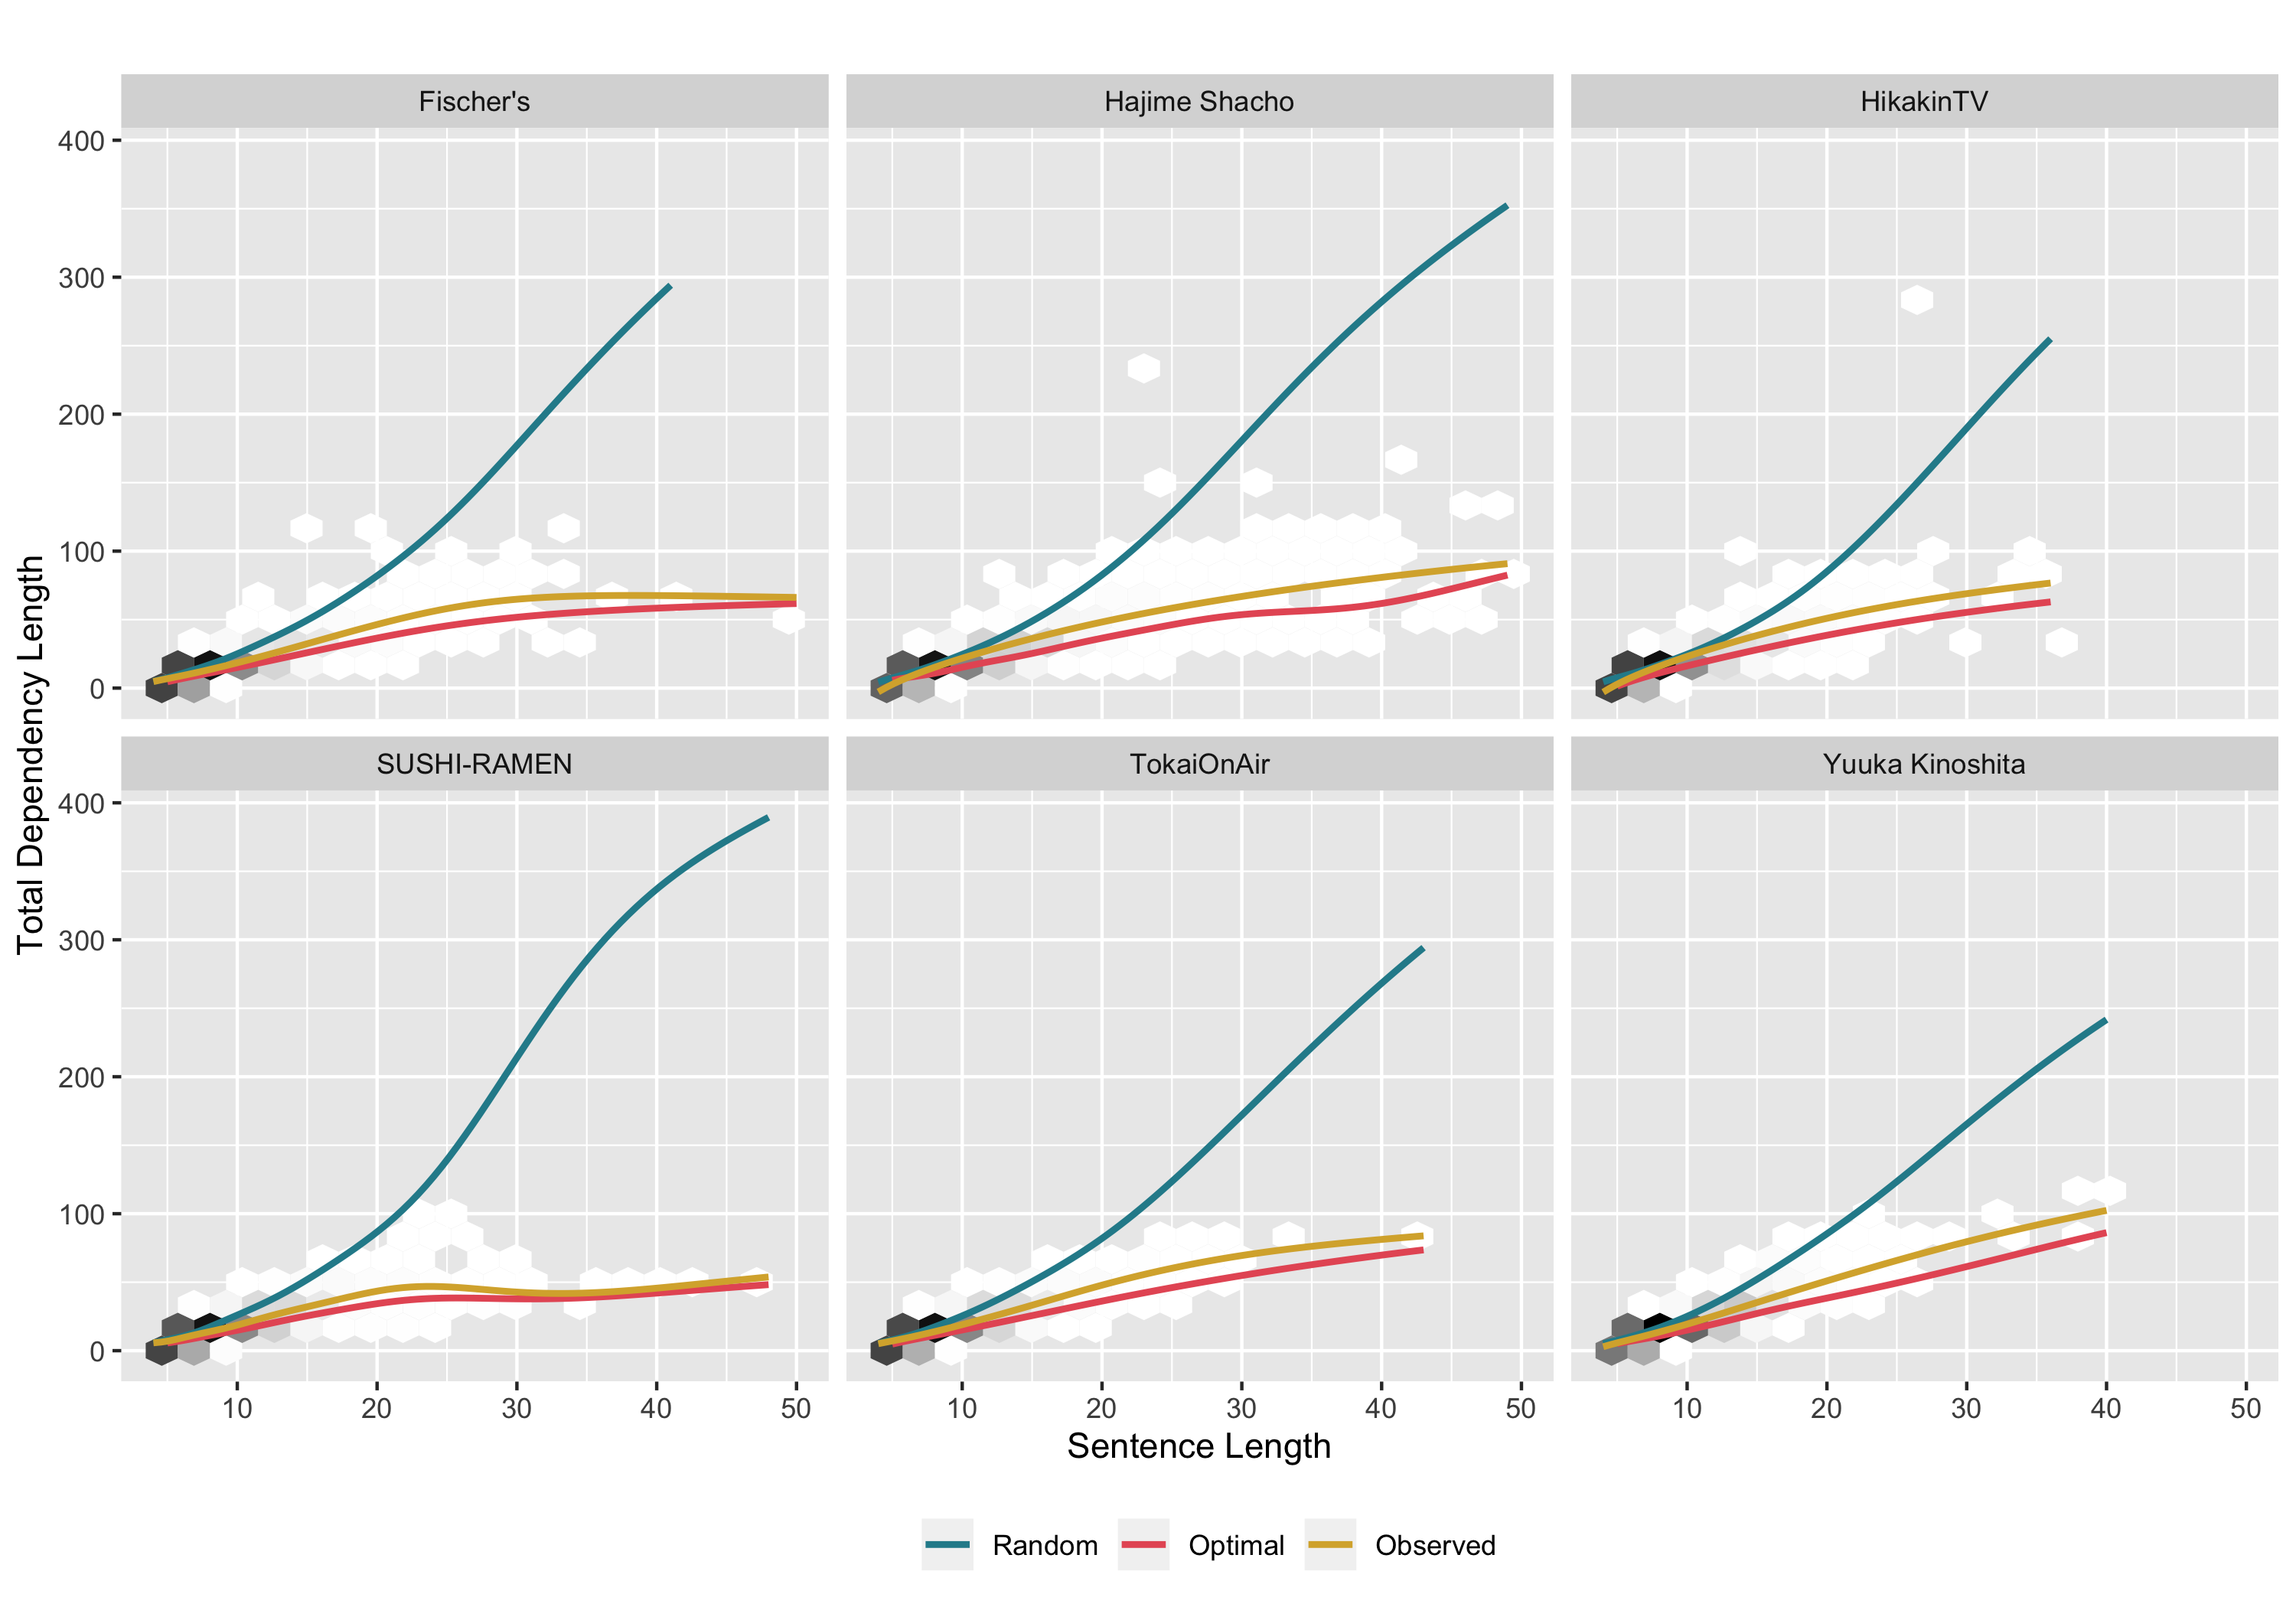 Fischer's
Hajime Shacho
HikakinTV
400
300
200
100
0
SUSHI-RAMEN
TokaiOnAir
Yuuka Kinoshita
400
300
200
100
0
Total Dependency Length
10 20 30 40 50
10 20 30 40 50
10 20 30 40 50
Sentence Length
Random
Optimal
Observed